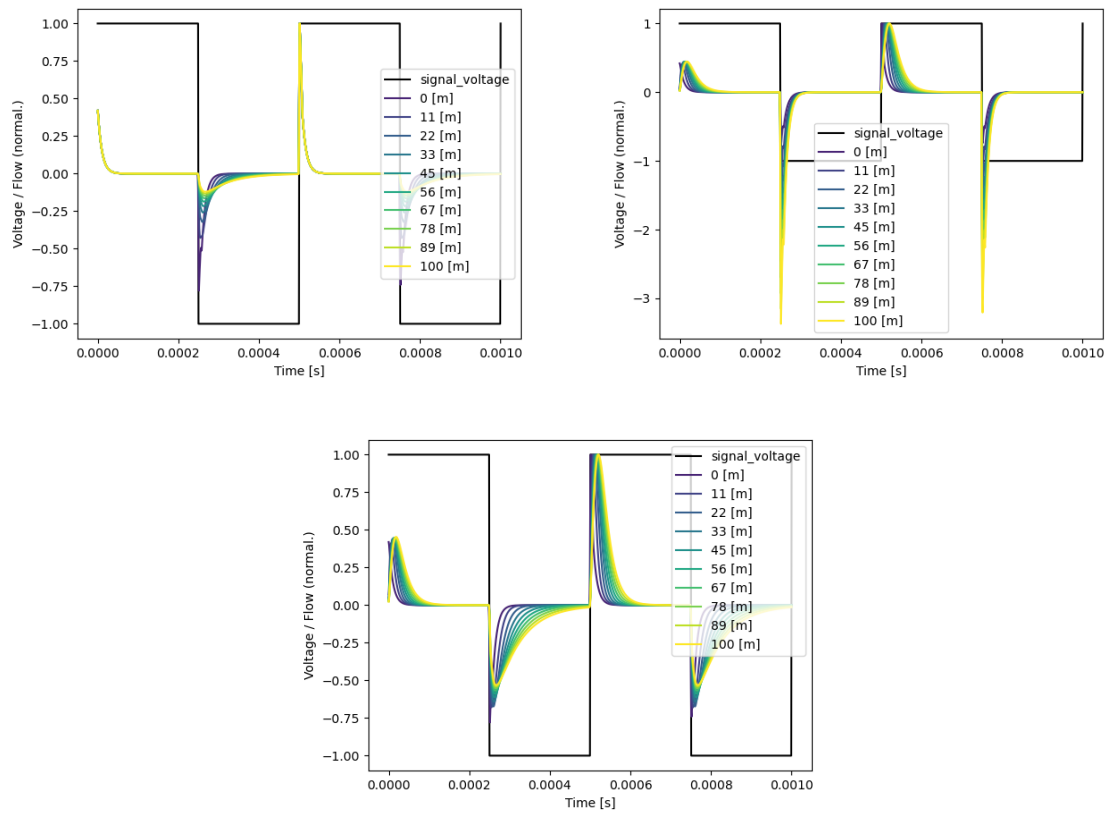 1.00
0.75
0.50
0.25
0.00
−0.25
−0.50
−0.75
−1.00
Voltage / Flow (normal.)
signal_voltage
0 [m]
11 [m]
22 [m]
33 [m]
45 [m]
56 [m]
67 [m]
78 [m]
89 [m]
100 [m]
0.0000
0.0002
0.0004
0.0006
0.0008
0.0010
Time [s]
1
0
−1
−2
−3
Voltage / Flow (normal.)
signal_voltage
0 [m]
11 [m]
22 [m]
33 [m]
45 [m]
56 [m]
67 [m]
78 [m]
89 [m]
100 [m]
0.0000
0.0002
0.0004
0.0006
0.0008
0.0010
Time [s]
1.00
0.75
0.50
0.25
0.00
−0.25
−0.50
−0.75
−1.00
Voltage / Flow (normal.)
signal_voltage
0 [m]
11 [m]
22 [m]
33 [m]
45 [m]
56 [m]
67 [m]
78 [m]
89 [m]
100 [m]
0.0000
0.0002
0.0004
0.0006
0.0008
0.0010
Time [s]